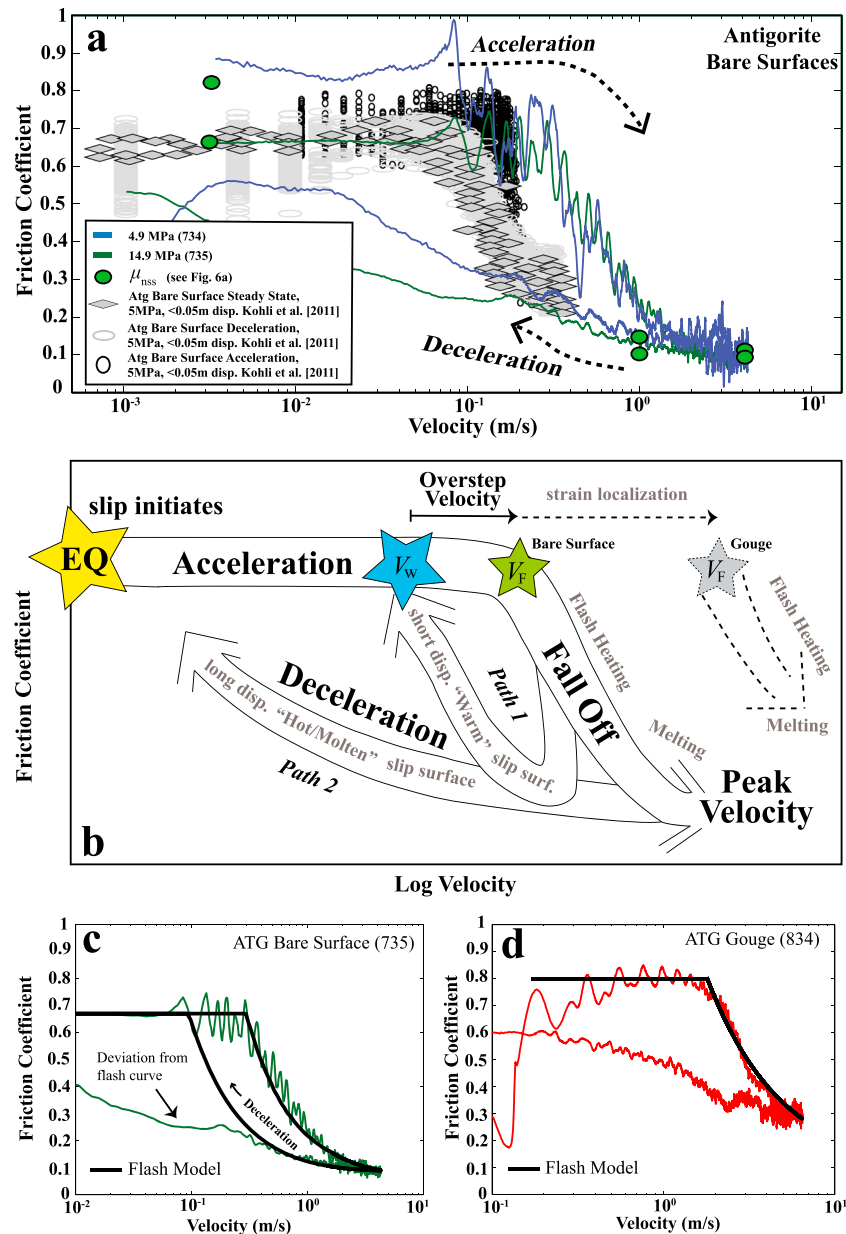 a
Acceleration
Antigorite
Bare Surfaces
Friction Coefficient
1
0.9
0.8
0.7
0.6
0.5
0.4
0.3
0.2
0.1
0
4.9 MPa (734)
14.9 MPa (735)
μnss (see Fig. 6a)
Atg Bare Surface Steady State,
5MPa, <0.05m disp. Kohli et al. [2011]
Atg Bare Surface Deceleration,
5MPa, <0.05m disp. Kohli et al. [2011]
Atg Bare Surface Acceleration,
5MPa, <0.05m disp. Kohli et al. [2011]
Deceleration
10-3
10-2
10-1
100
101
Velocity (m/s)
Overstep
Velocity
strain localization
slip initiates
EQ
Acceleration
VW
Bare Surface
VF
Gouge
VF
Flash Heating
Flash Heating
Friction Coefficient
short disp. "Warm" slip surf.
Path 1
Fall Off
Deceleration
long disp. "Hot/Molten" slip surface
Path 2
Melting
Melting
Peak
Velocity
b
Log Velocity
c
ATG Bare Surface (735)
Friction Coefficient
1
0.9
0.8
0.7
0.6
0.5
0.4
0.3
0.2
0.1
0
Deviation from
flash curve
Deceleration
Flash Model
10-2
10-1
100
101
Velocity (m/s)
d
ATG Gouge (834)
Friction Coefficient
1
0.9
0.8
0.7
0.6
0.5
0.4
0.3
0.2
0.1
0
Flash Model
10-1
100
101
Velocity (m/s)